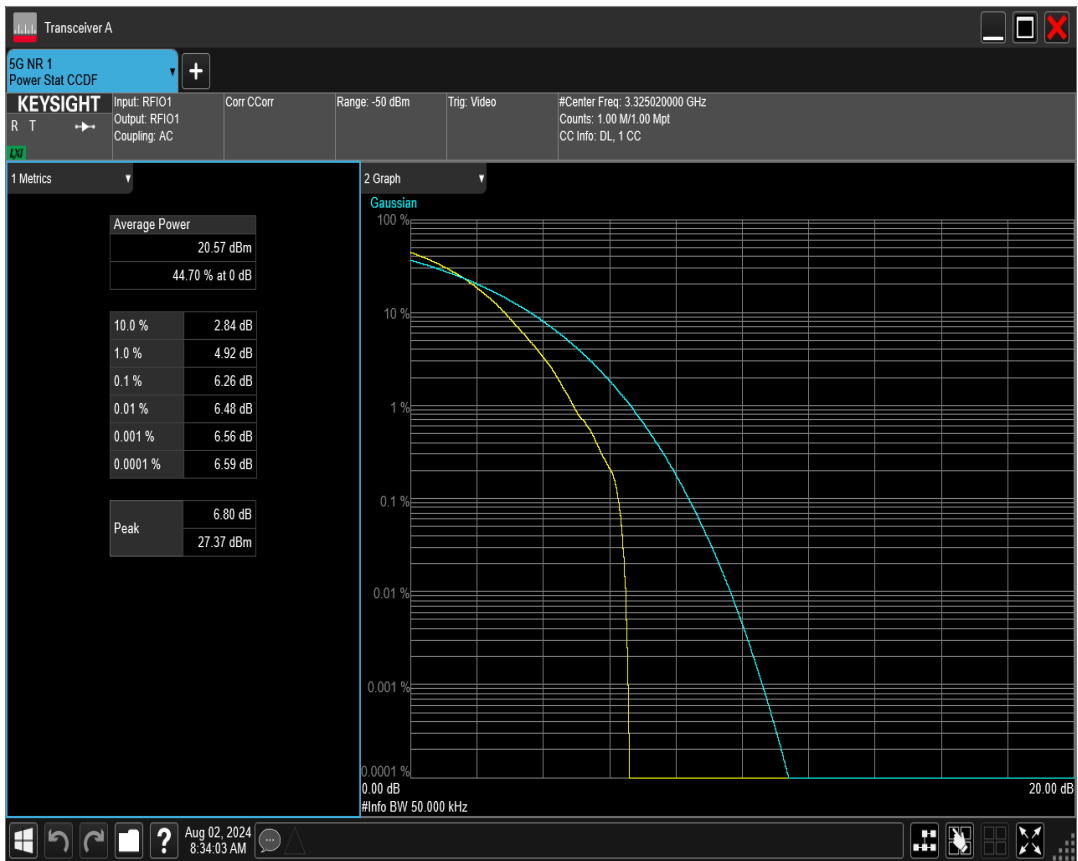 Transceiver A
5G NR 1
Power Stat CCDF
KEYSIGHT
R T
LXI
Input: RFIO1
Output: RFIO1
Coupling: AC
Corr CCorr
Range: -50 dBm
Trig: Video
#Center Freq: 3.325020000 GHz
Counts: 1.00 M/1.00 Mpt
CC Info: DL, 1 CC
1 Metrics
Average Power
20.57 dBm
44.70 % at 0 dB
10.0 % 2.84 dB
1.0 % 4.92 dB
0.1 % 6.26 dB
0.01 % 6.48 dB
0.001 % 6.56 dB
0.0001 % 6.59 dB
Peak
6.80 dB
27.37 dBm
2 Graph
Gaussian
100 %
10 %
1 %
0.1 %
0.01 %
0.001 %
0.0001 %
0.00 dB 20.00 dB
#Info BW 50.000 kHz
Aug 02, 2024
8:34:03 AM